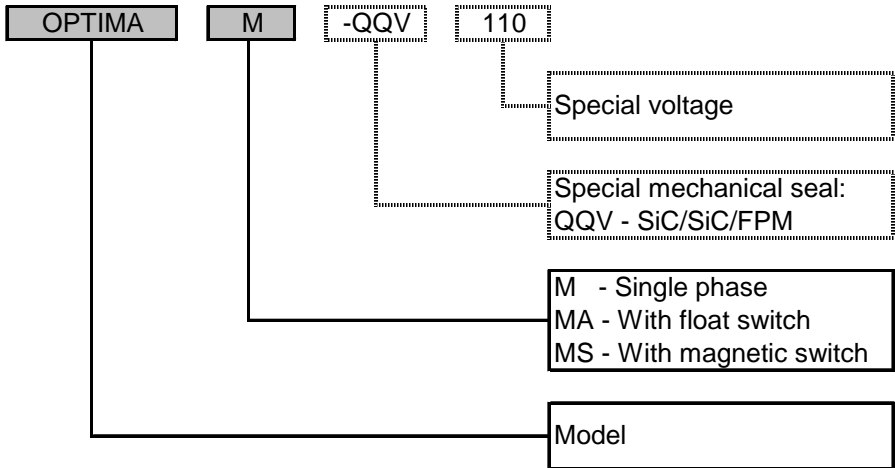 OPTIMA M -QQV 110
Special voltage
Special mechanical seal:
QQV - SiC/SiC/FPM
M - Single phase
MA - With float switch
MS - With magnetic switch
Model